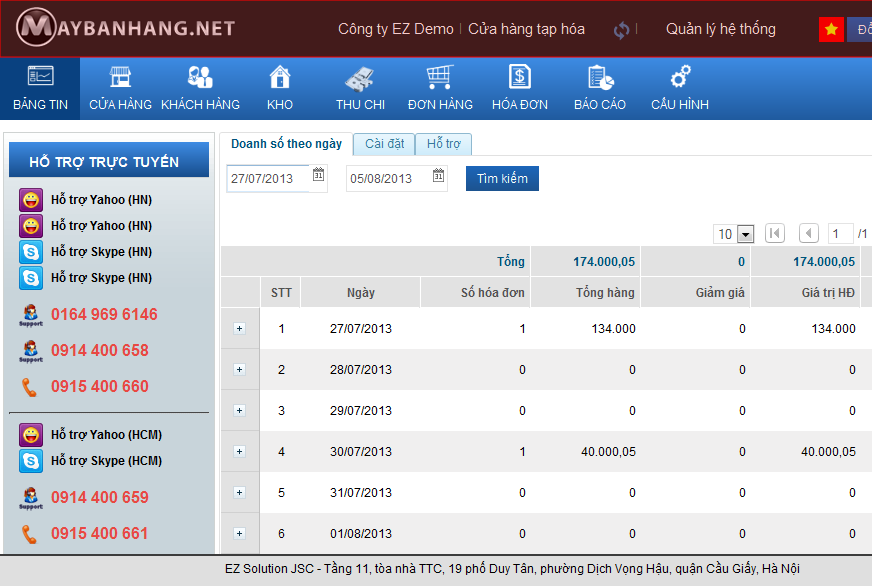 MAYBANHANG.NET
Công ty EZ Demo | Cửa hàng tạp hóa | Quản lý hệ thống
BẢNG TIN CỬA HÀNG KHÁCH HÀNG KHO THU CHI ĐƠN HÀNG HÓA ĐƠN BÁO CÁO CẤU HÌNH
HỖ TRỢ TRỰC TUYẾN
Hỗ trợ Yahoo (HN)
Hỗ trợ Yahoo (HN)
Hỗ trợ Skype (HN)
Hỗ trợ Skype (HN)
Support 0164 969 6146
Support 0914 400 658
0915 400 660
Hỗ trợ Yahoo (HCM)
Hỗ trợ Skype (HCM)
Support 0914 400 659
0915 400 661
Doanh số theo ngày Cài đặt Hỗ trợ
27/07/2013 31 05/08/2013 31 Tìm kiếm
10 1 /1
Tổng 174.000,05 0 174.000,05
STT Ngày Số hóa đơn Tổng hàng Giảm giá Giá trị HĐ
+ 1 27/07/2013 1 134.000 0 134.000
+ 2 28/07/2013 0 0 0 0
+ 3 29/07/2013 0 0 0 0
+ 4 30/07/2013 1 40.000,05 0 40.000,05
+ 5 31/07/2013 0 0 0 0
+ 6 01/08/2013 0 0 0 0
EZ Solution JSC - Tầng 11, tòa nhà TTC, 19 phố Duy Tân, phường Dịch Vọng Hậu, quận Cầu Giấy, Hà Nội